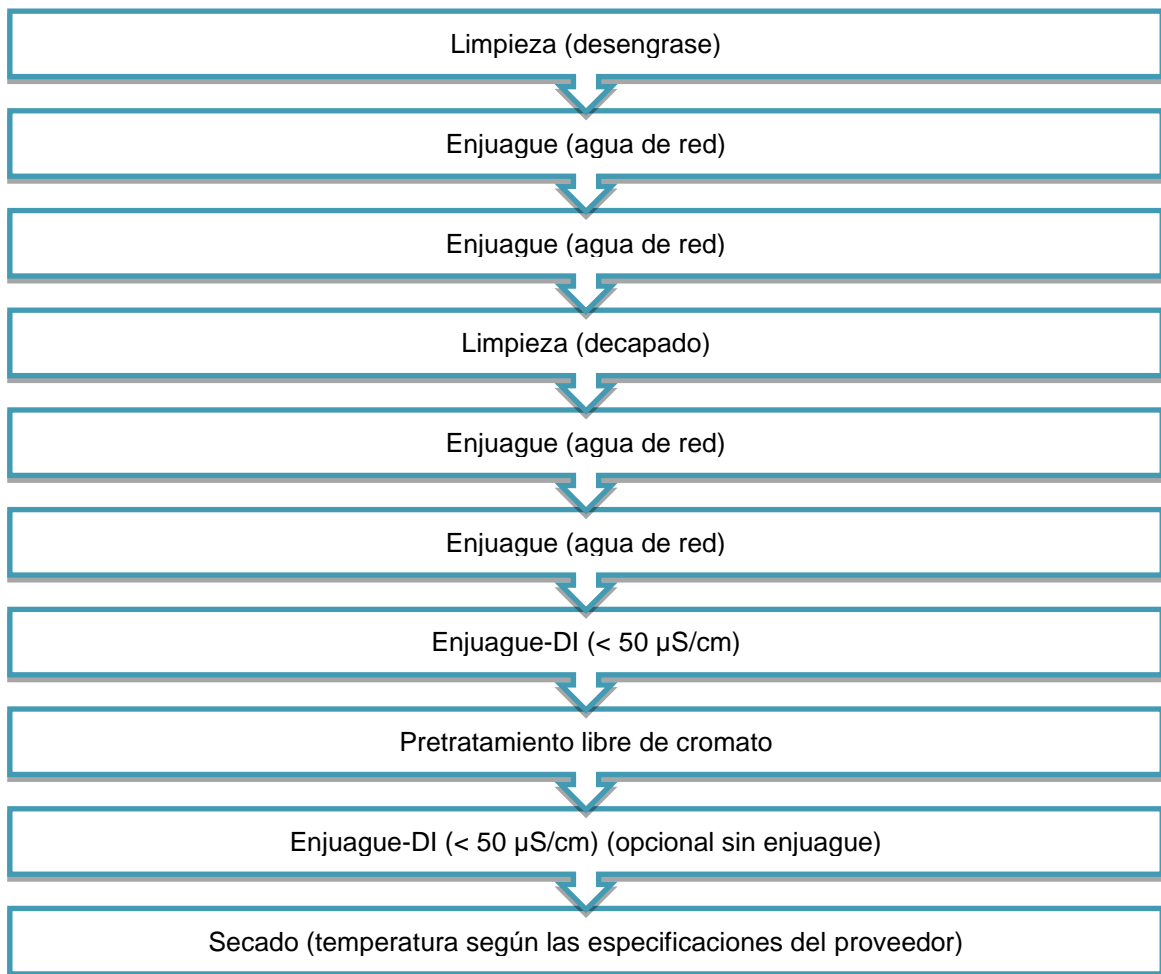 Limpieza (desengrase)
Enjuague (agua de red)
Enjuague (agua de red)
Limpieza (decapado)
Enjuague (agua de red)
Enjuague (agua de red)
Enjuague-DI (< 50 µS/cm)
Pretratamiento libre de cromato
Enjuague-DI (< 50 µS/cm) (opcional sin enjuague)
Secado (temperatura según las especificaciones del proveedor)